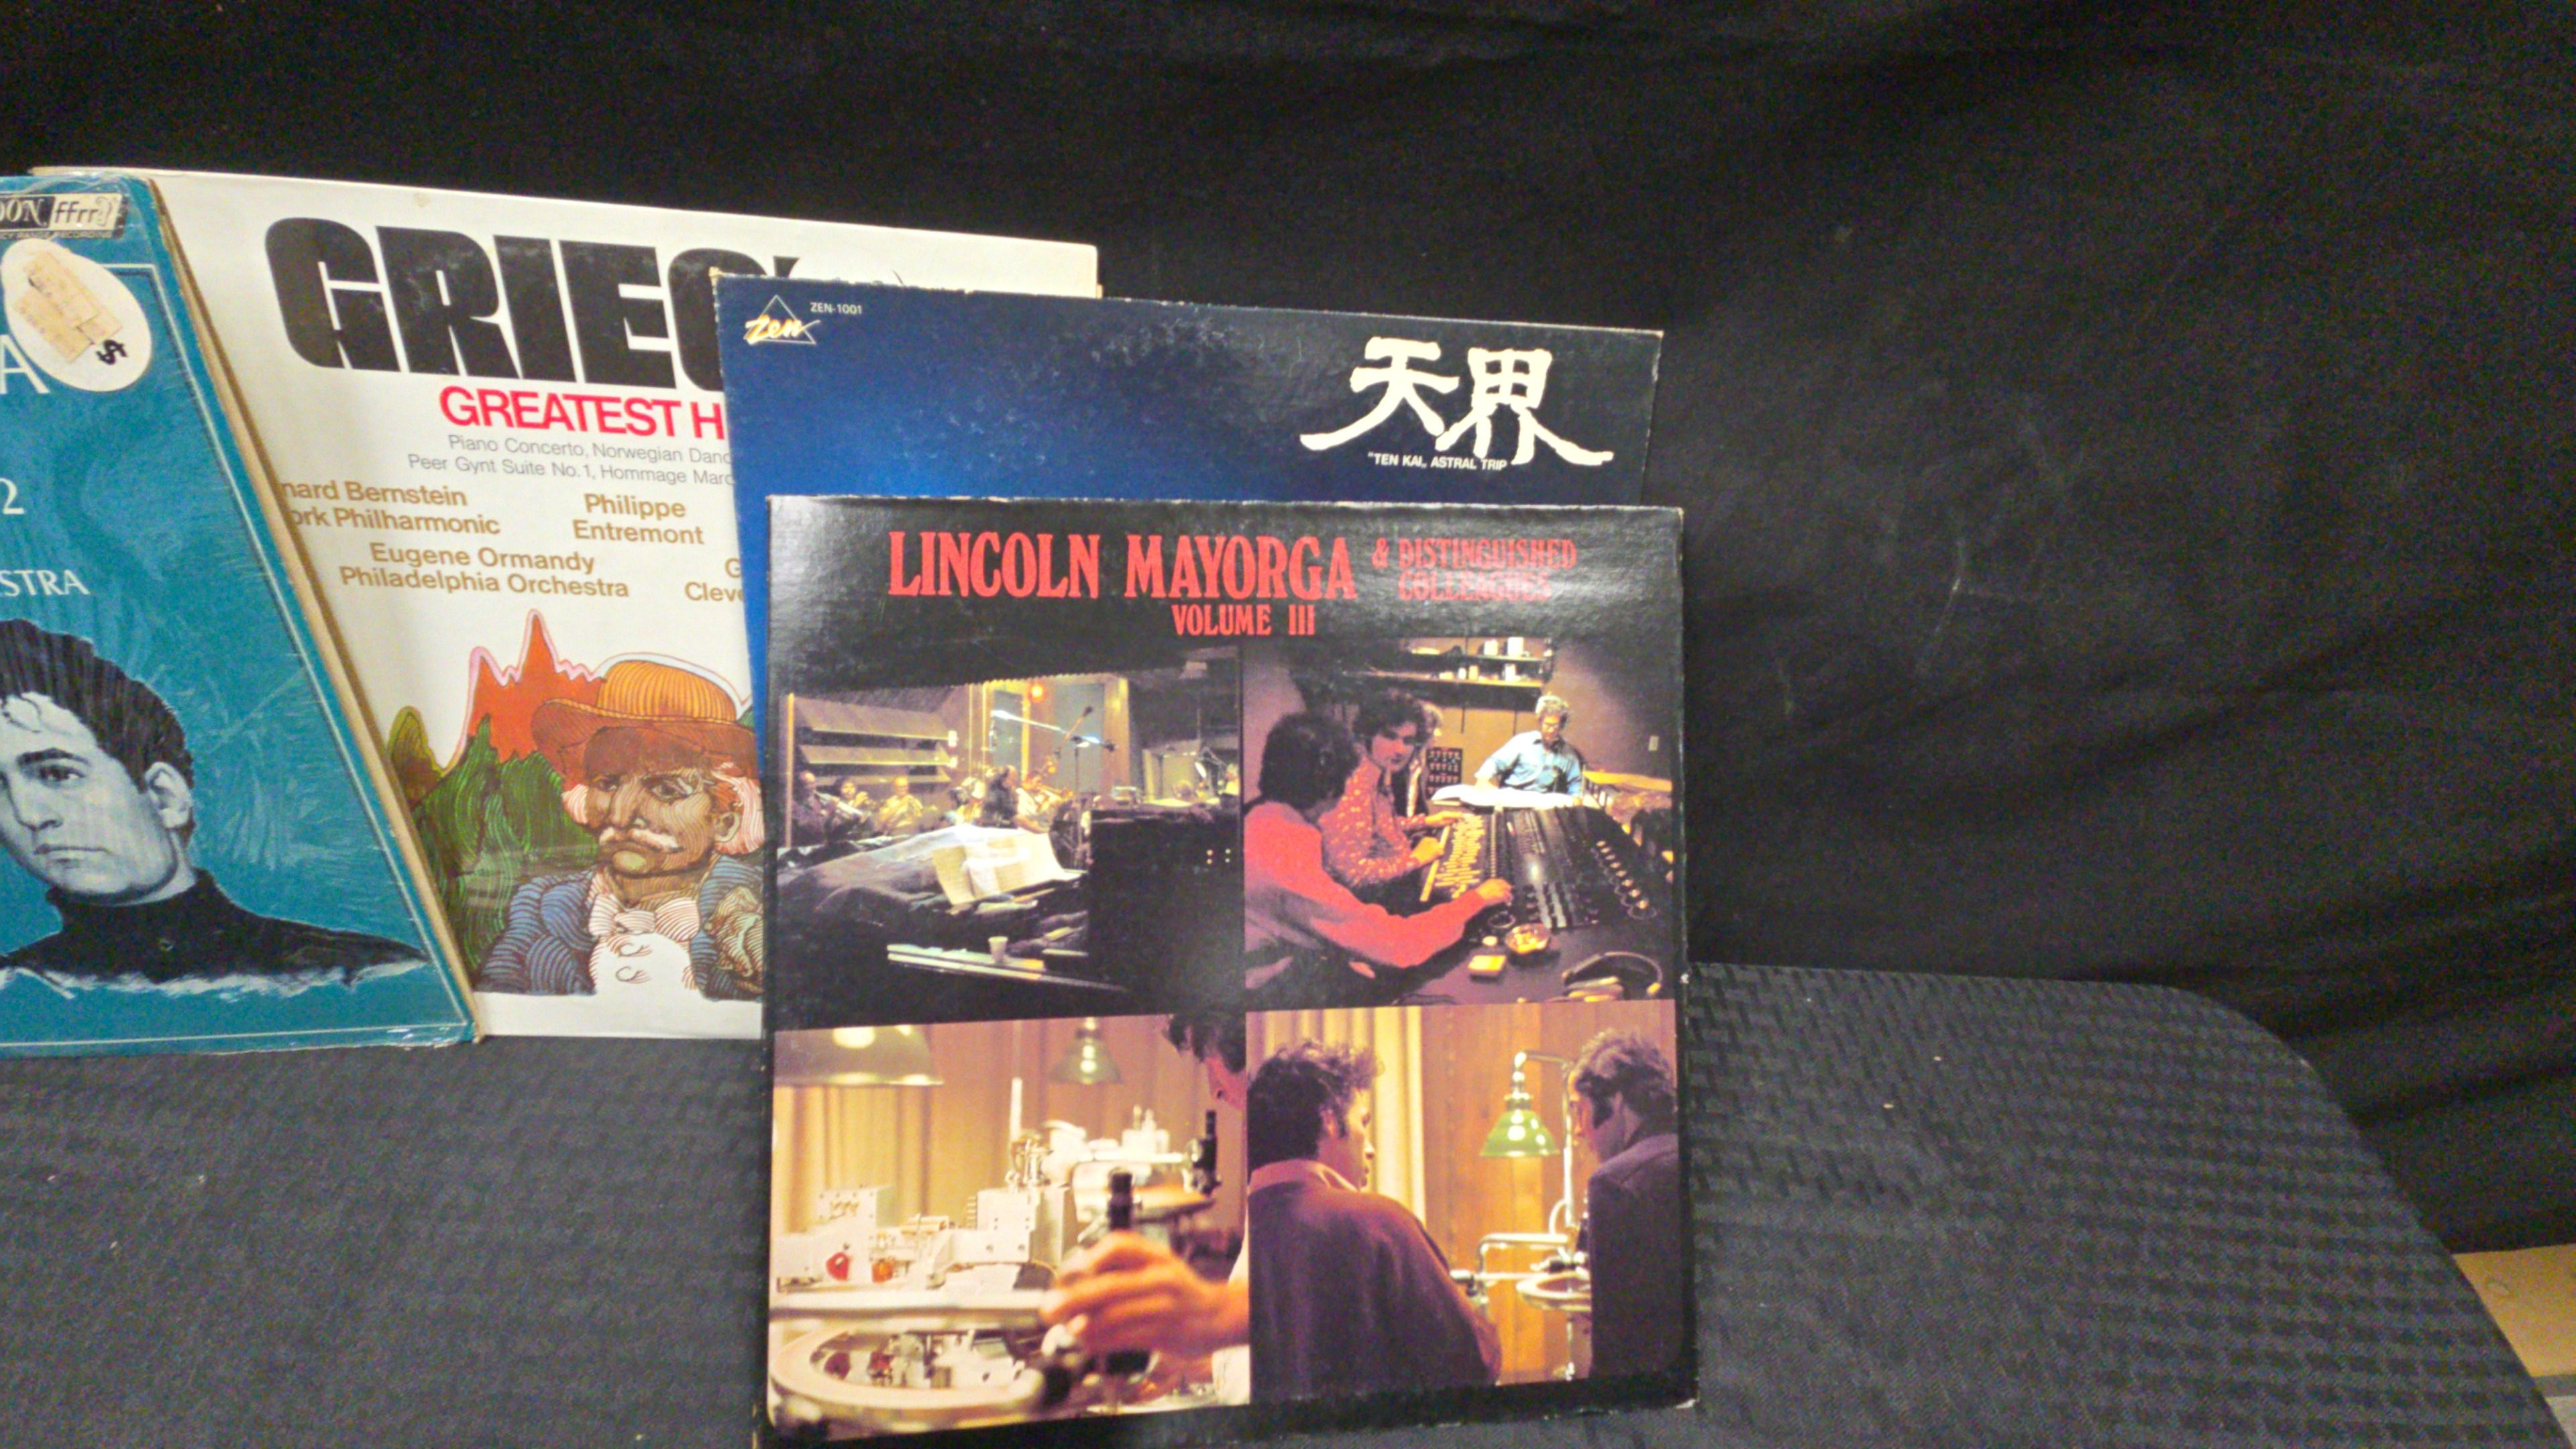 DON ffrr
A
2
STRA
GRIEG'
GREATEST H
Piano Concerto, Norwegian Danc
Peer Gynt Suite No.1, Hommage Marc
nard Bernstein
ork Philharmonic
Philippe
Entremont
Eugene Ormandy
Philadelphia Orchestra
G
Cleve
Zen
ZEN-1001
天界
"TEN KAI„ ASTRAL TRIP
LINCOLN MAYORGA & DISTINGUISHED
COLLEAGUES
VOLUME III